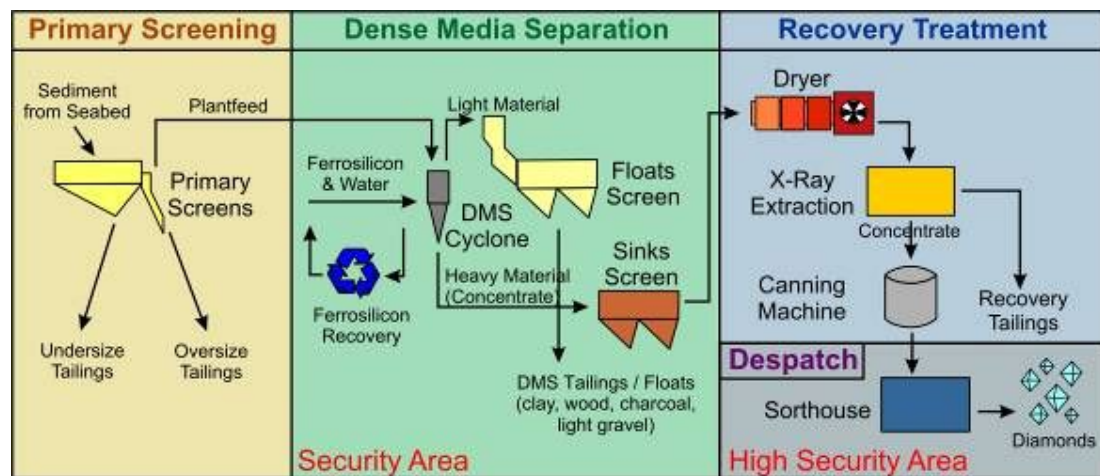 Primary Screening
Sediment
from Seabed
Plantfeed
Primary
Screens
Undersize
Tailings
Oversize
Tailings
Dense Media Separation
Light Material
Ferrosilicon
& Water
DMS
Cyclone
Floats
Screen
Heavy Material
(Concentrate)
Sinks
Screen
Ferrosilicon
Recovery
DMS Tailings / Floats
(clay, wood, charcoal,
light gravel)
Security Area
Recovery Treatment
Dryer
X-Ray
Extraction
Concentrate
Canning
Machine
Recovery
Tailings
Despatch
Sorthouse
Diamonds
High Security Area